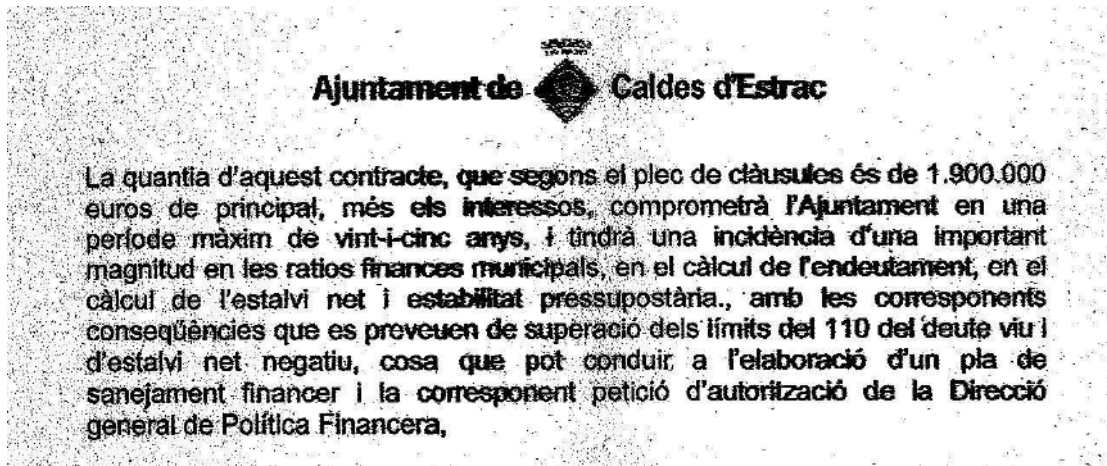 Ajuntament de Caldes d'Estrac
La quantia d'aquest contracte, que segons el plec de clàusules és de 1.900.000
euros de principal, més els interessos, comprometrà l'Ajuntament en una
període màxim de vint-i-cinc anys, i tindrà una incidència d'una important
magnitud en les ratios finances municipals, en el càlcul de l'endeutament, en el
càlcul de l'estalvi net i estabilitat pressupostària., amb les corresponents
conseqüències que es preveuen de superació dels límits del 110 del deute viu i
d'estalvi net negatiu, cosa que pot conduir, a l'elaboració d'un pla de
sanejament financer i la corresponent petició d'autorització de la Direcció
general de Política Financera,